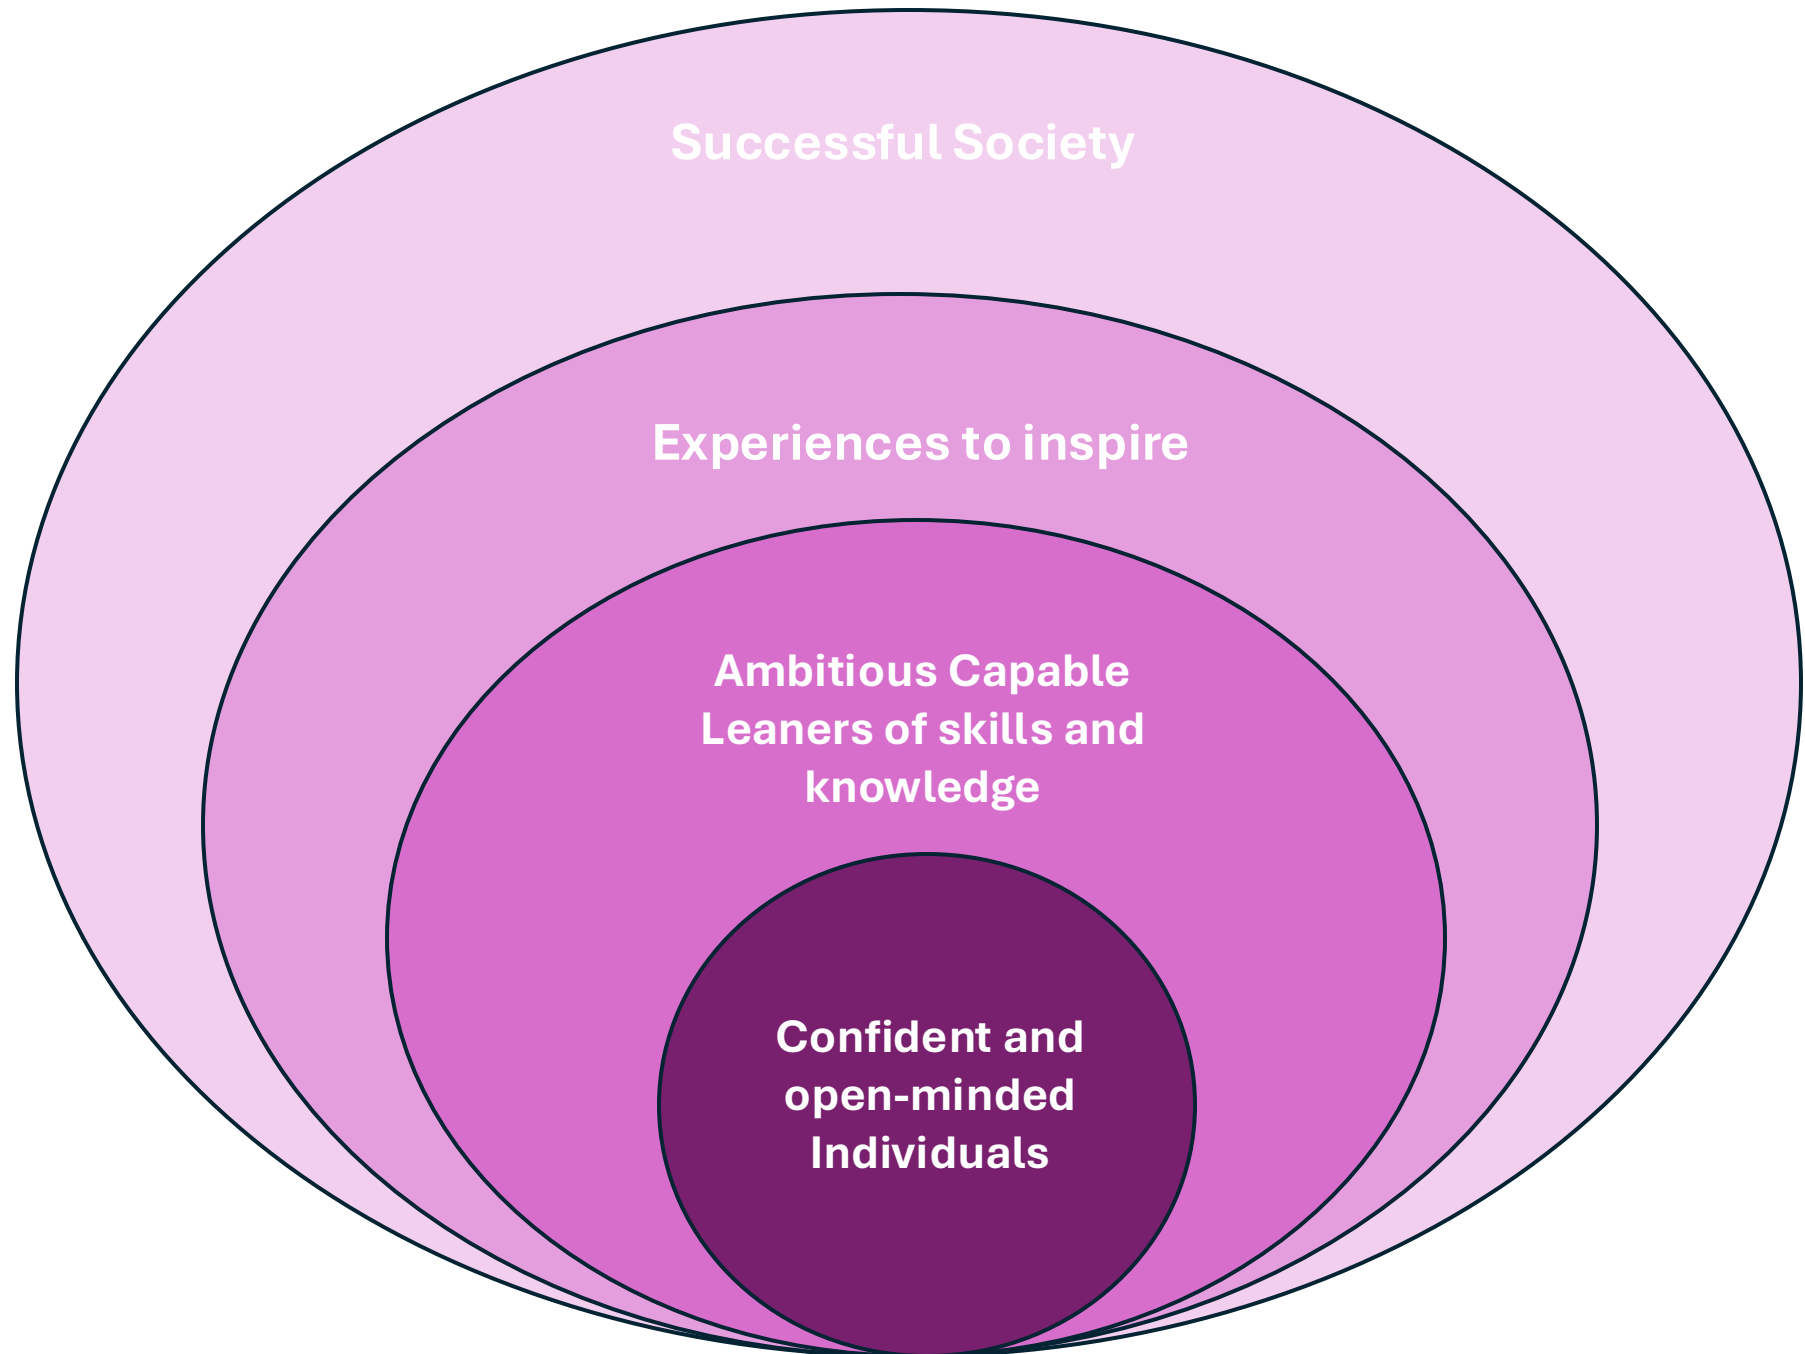 Successful Society
Experiences to inspire
Ambitious Capable
Leaners of skills and
knowledge
Confident and
open-minded
Individuals